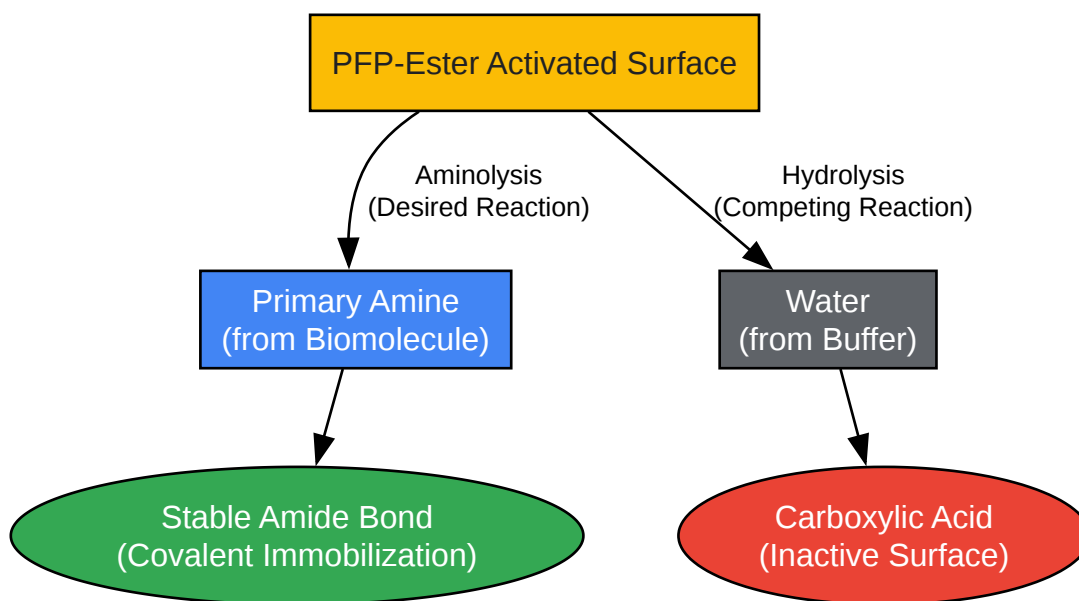 PFP-Ester Activated Surface
Aminolysis
(Desired Reaction)
Hydrolysis
(Competing Reaction)
Primary Amine
(from Biomolecule)
Water
(from Buffer)
Stable Amide Bond
(Covalent Immobilization)
Carboxylic Acid
(Inactive Surface)